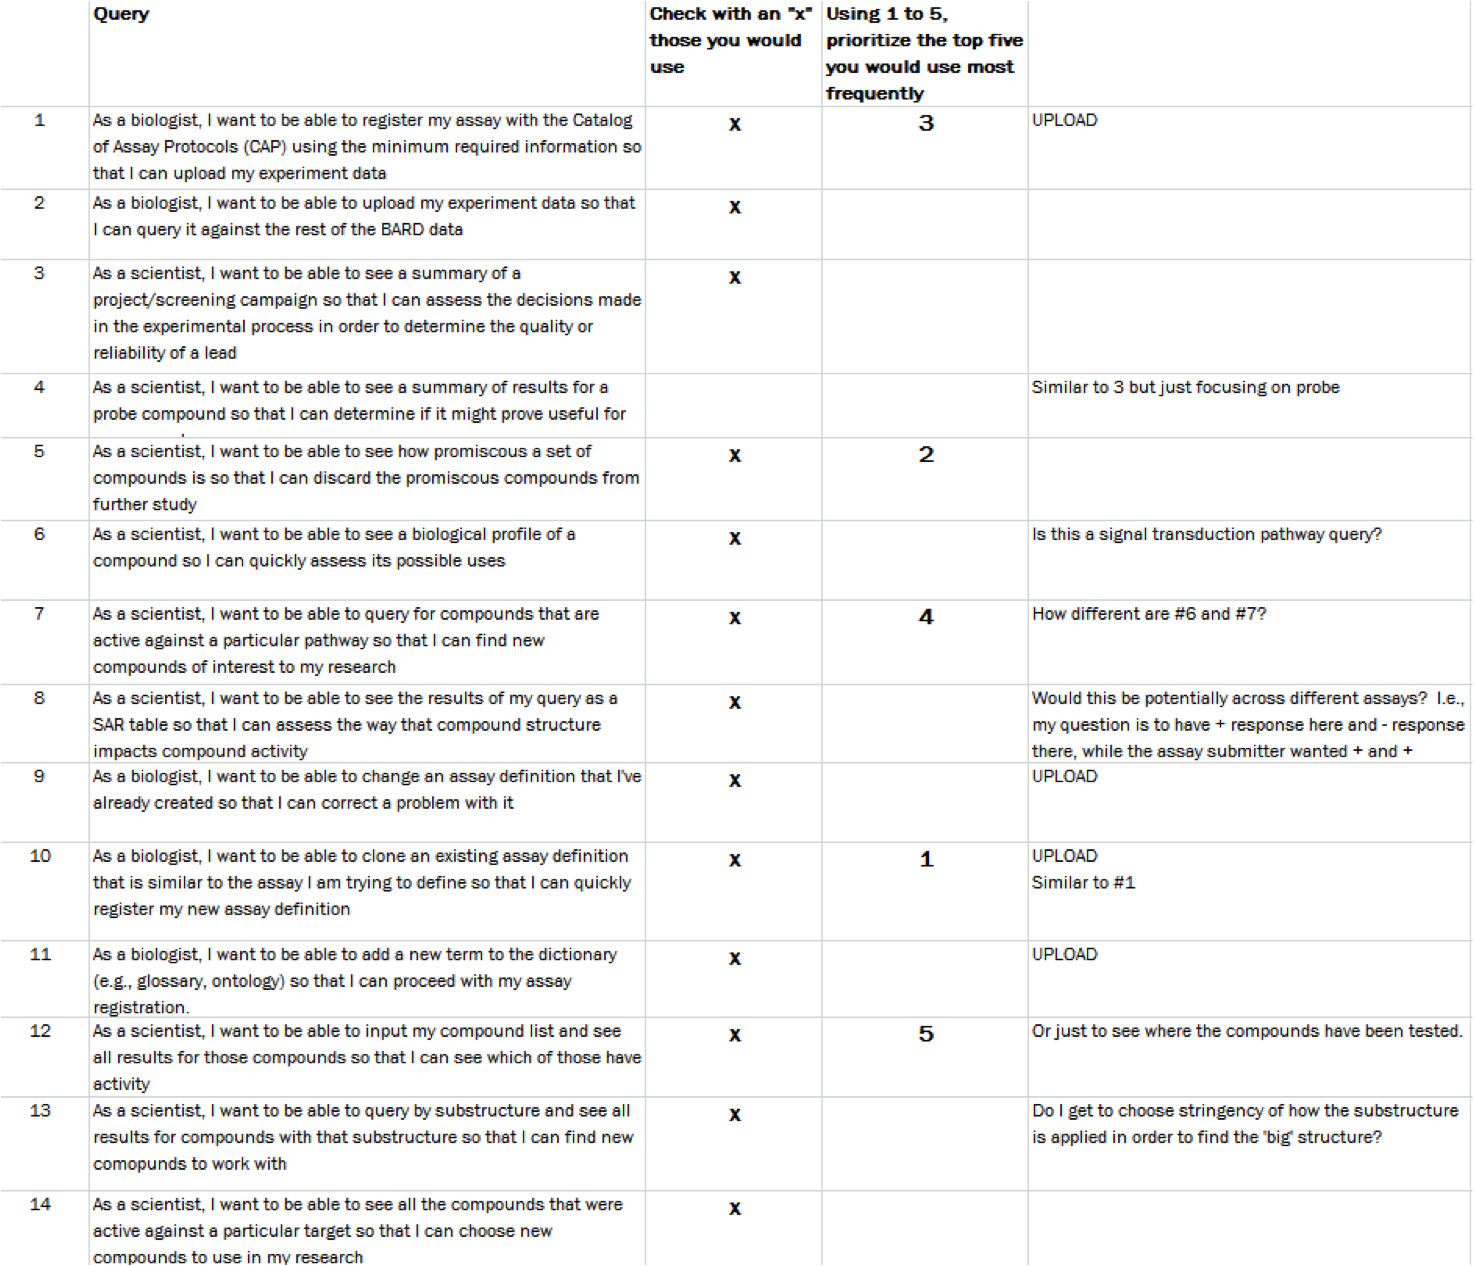 Query
Check with an "x"
those you would
use
Using 1 to 5,
prioritize the top five
you would use most
frequently
1
As a biologist, I want to be able to register my assay with the Catalog
of Assay Protocols (CAP) using the minimum required information so
that I can upload my experiment data
x
3
UPLOAD
2
As a biologist, I want to be able to upload my experiment data so that
I can query it against the rest of the BARD data
x
3
As a scientist, I want to be able to see a summary of a
project/screening campaign so that I can assess the decisions made
in the experimental process in order to determine the quality or
reliability of a lead
x
4
As a scientist, I want to be able to see a summary of results for a
probe compound so that I can determine if it might prove useful for
Similar to 3 but just focusing on probe
5
As a scientist, I want to be able to see how promiscous a set of
compounds is so that I can discard the promiscous compounds from
further study
x
2
6
As a scientist, I want to be able to see a biological profile of a
compound so I can quickly assess its possible uses
x
Is this a signal transduction pathway query?
7
As a scientist, I want to be able to query for compounds that are
active against a particular pathway so that I can find new
compounds of interest to my research
x
4
How different are #6 and #7?
8
As a scientist, I want to be able to see the results of my query as a
SAR table so that I can assess the way that compound structure
impacts compound activity
x
Would this be potentially across different assays? I.e.,
my question is to have + response here and - response
there, while the assay submitter wanted + and +
9
As a biologist, I want to be able to change an assay definition that I've
already created so that I can correct a problem with it
x
UPLOAD
10
As a biologist, I want to be able to clone an existing assay definition
that is similar to the assay I am trying to define so that I can quickly
register my new assay definition
x
1
UPLOAD
Similar to #1
11
As a biologist, I want to be able to add a new term to the dictionary
(e.g., glossary, ontology) so that I can proceed with my assay
registration.
x
UPLOAD
12
As a scientist, I want to be able to input my compound list and see
all results for those compounds so that I can see which of those have
activity
x
5
Or just to see where the compounds have been tested.
13
As a scientist, I want to be able to query by substructure and see all
results for compounds with that substructure so that I can find new
comopunds to work with
x
Do I get to choose stringency of how the substructure
is applied in order to find the 'big' structure?
14
As a scientist, I want to be able to see all the compounds that were
active against a particular target so that I can choose new
compounds to use in my research
x